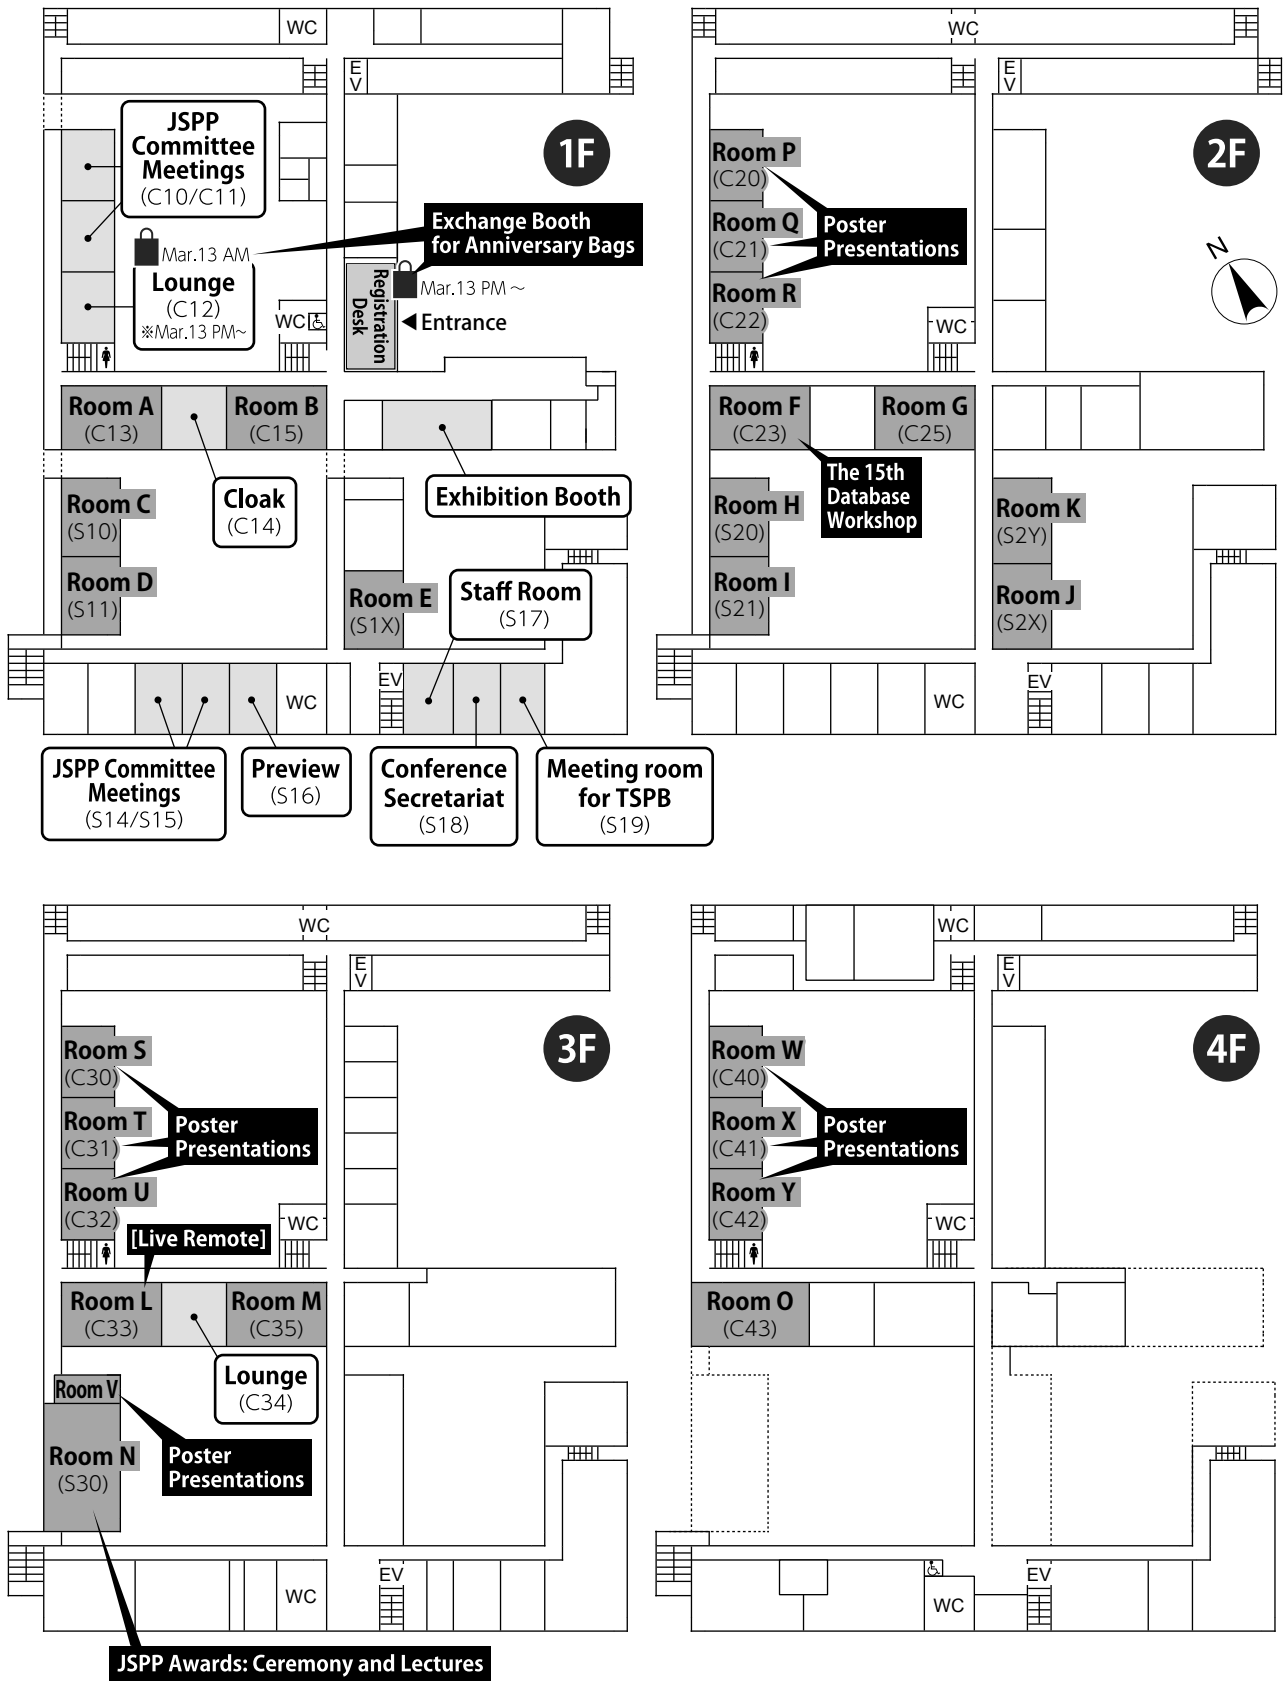 WC
E
V
1F
JSPP
Committee
Meetings
(C10/C11)
Exchange Booth
for Anniversary Bags
Mar.13 AM
Lounge
(C12)
※Mar.13 PM~
Mar.13 PM～
Registration
Desk
WC
Entrance
Room A
(C13)
Room B
(C15)
Cloak
(C14)
Exhibition Booth
Room C
(S10)
Room D
(S11)
Room E
(S1X)
Staff Room
(S17)
WC
EV
JSPP Committee
Meetings
(S14/S15)
Preview
(S16)
Conference
Secretariat
(S18)
Meeting room
for TSPB
(S19)
WC
E
V
2F
Room P
(C20)
Room Q
(C21)
Room R
(C22)
Poster
Presentations
N
WC
Room F
(C23)
Room G
(C25)
The 15th
Database
Workshop
Room H
(S20)
Room I
(S21)
Room K
(S2Y)
Room J
(S2X)
WC
EV
WC
E
V
3F
Room S
(C30)
Room T
(C31)
Room U
(C32)
Poster
Presentations
WC
[Live Remote]
Room L
(C33)
Room M
(C35)
Lounge
(C34)
Room V
Room N
(S30)
Poster
Presentations
WC
EV
JSPP Awards: Ceremony and Lectures
WC
E
V
4F
Room W
(C40)
Room X
(C41)
Room Y
(C42)
Poster
Presentations
WC
Room O
(C43)
WC
EV